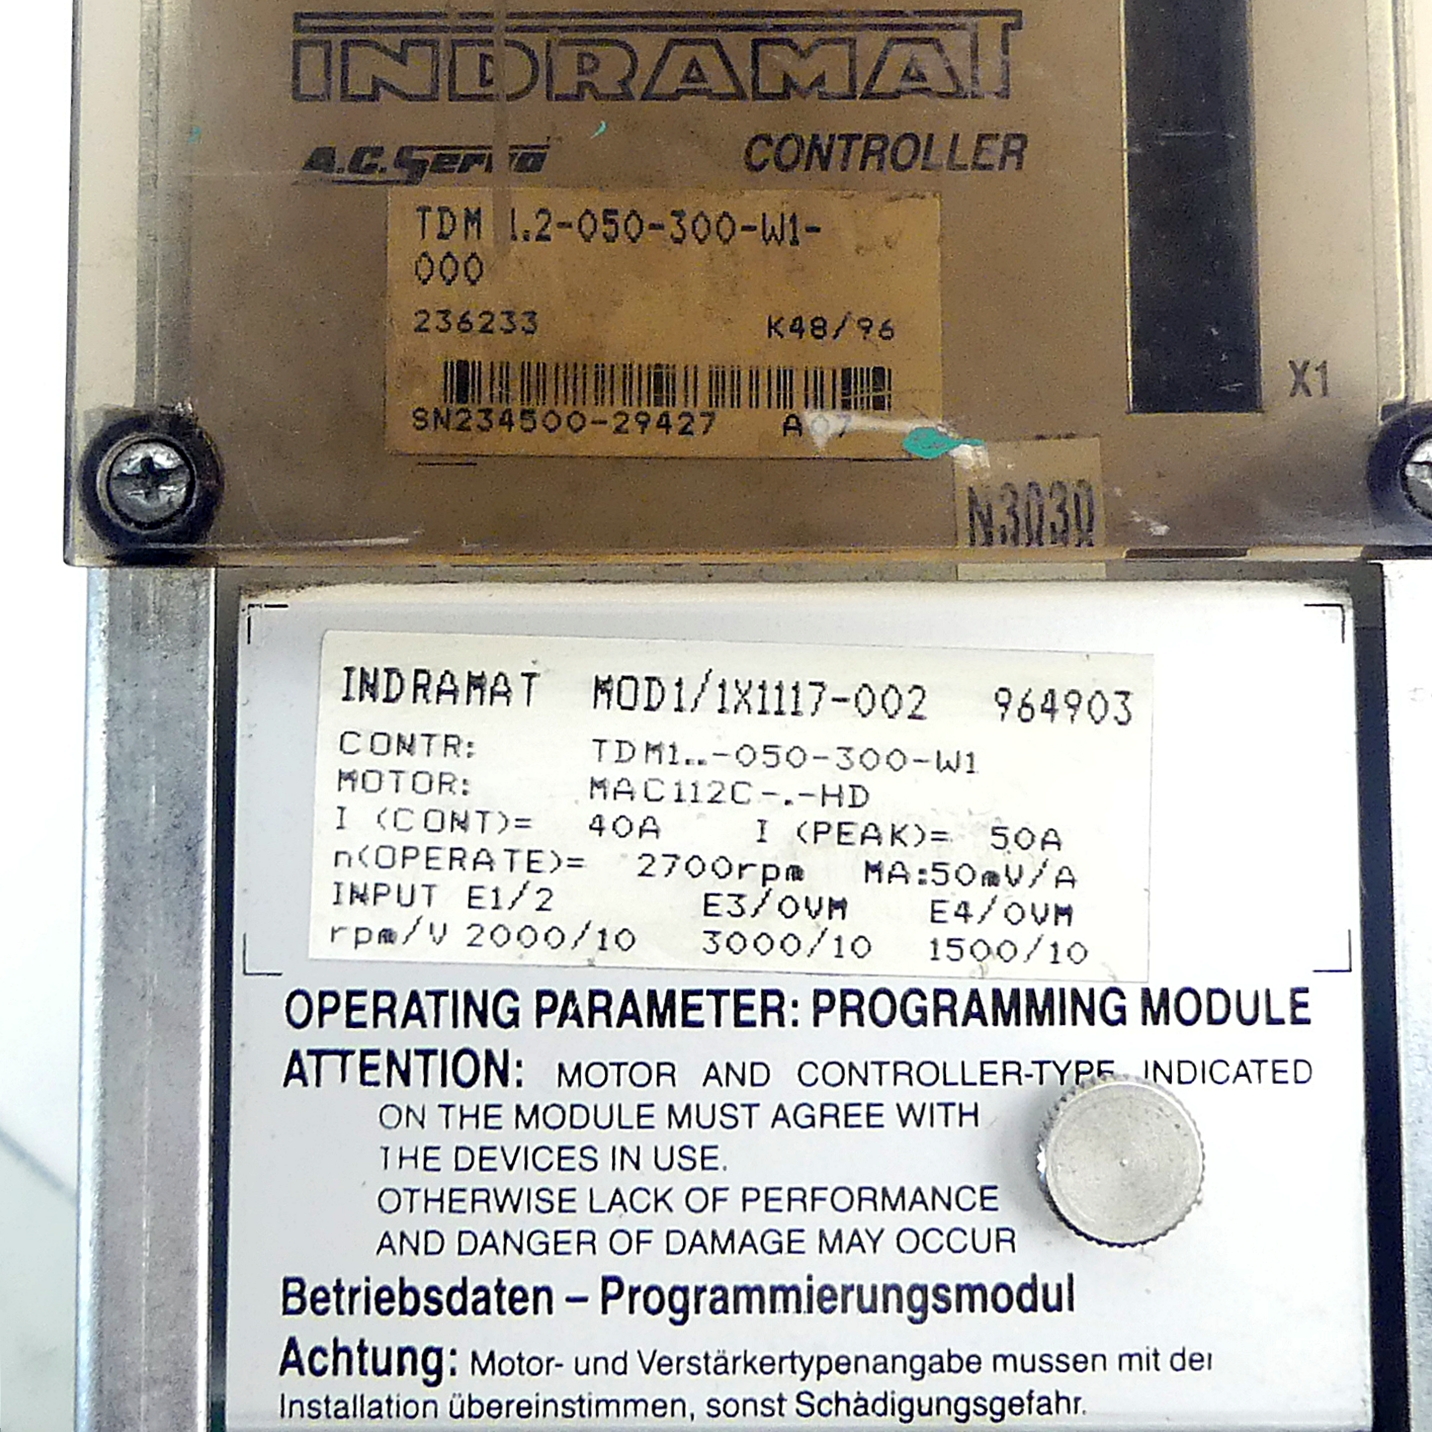 INDRAMAT
A.C. Servo CONTROLLER
TDM 1.2-050-300-W1-
000
236233 K48/96
SN234500-29427 A07
X1
N3030
INDRAMAT MOD1/1X1117-002 964903
CONTR: TDM1..-050-300-W1
MOTOR: MAC112C-.-HD
I (CONT)= 40A I (PEAK)= 50A
n(OPERATE)= 2700rpm MA:50mV/A
INPUT E1/2 E3/OVM E4/OVM
rpm/V 2000/10 3000/10 1500/10
OPERATING PARAMETER: PROGRAMMING MODULE
ATTENTION: MOTOR AND CONTROLLER-TYPE INDICATED
ON THE MODULE MUST AGREE WITH
THE DEVICES IN USE.
OTHERWISE LACK OF PERFORMANCE
AND DANGER OF DAMAGE MAY OCCUR
Betriebsdaten – Programmierungsmodul
Achtung: Motor- und Verstärkertypenangabe mussen mit der
Installation übereinstimmen, sonst Schädigungsgefahr.